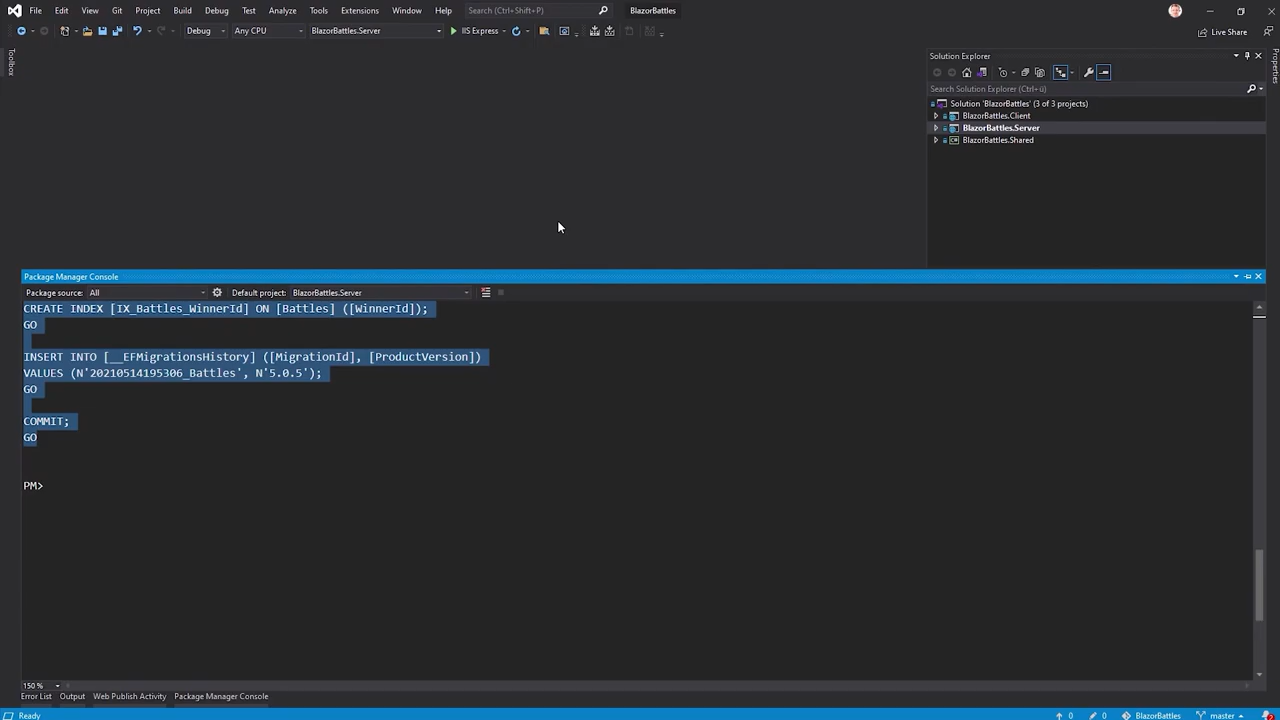 File Edit View Git Project Build Debug Test Analyze Tools Extensions Window Help Search (Ctrl+Shift+P) BlazorBattles
Debug Any CPU BlazorBattles.Server IIS Express Live Share
Toolbox
Solution Explorer
Properties
Search Solution Explorer (Ctrl+ü)
Solution 'BlazorBattles' (3 of 3 projects)
BlazorBattles.Client
BlazorBattles.Server
BlazorBattles.Shared
Package Manager Console
Package source: All Default project: BlazorBattles.Server
CREATE INDEX [IX_Battles_WinnerId] ON [Battles] ([WinnerId]);
GO
INSERT INTO [__EFMigrationsHistory] ([MigrationId], [ProductVersion])
VALUES (N'20210514195306_Battles', N'5.0.5');
GO
COMMIT;
GO
PM>
150 %
Error List Output Web Publish Activity Package Manager Console
Ready 0 0 BlazorBattles master